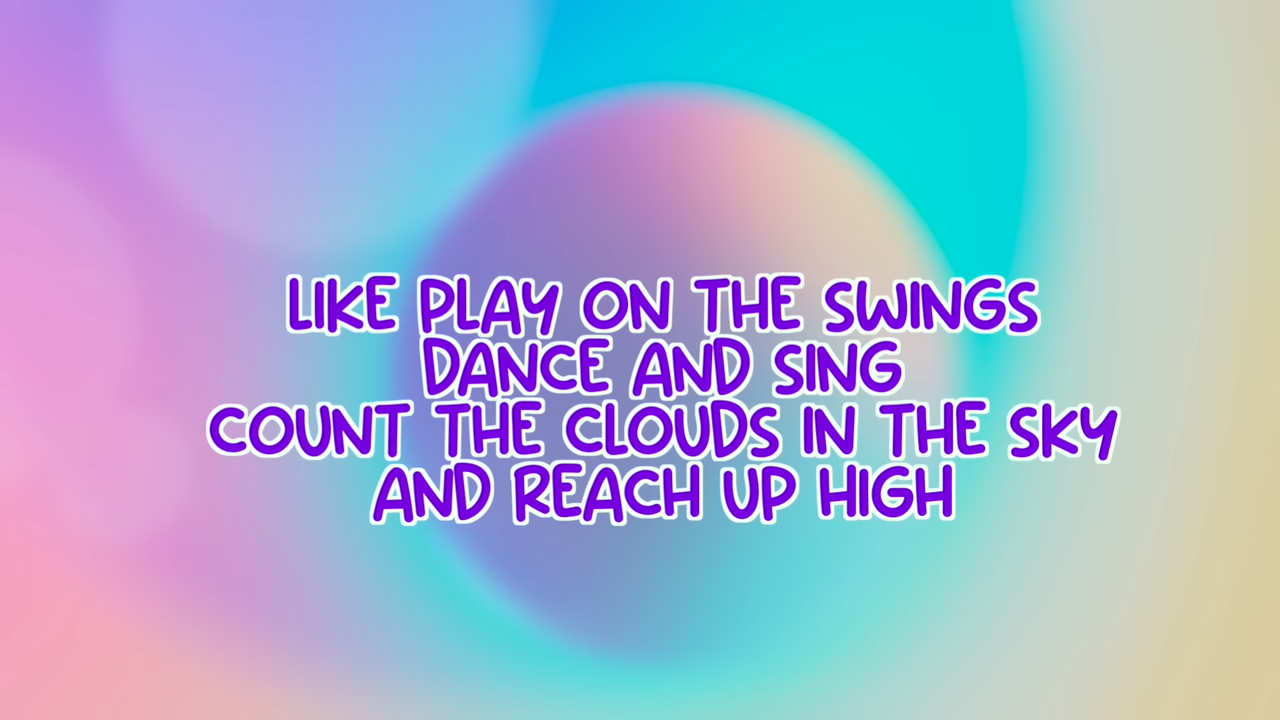 LIKE PLAY ON THE SWINGS
DANCE AND SING
COUNT THE CLOUDS IN THE SKY
AND REACH UP HIGH